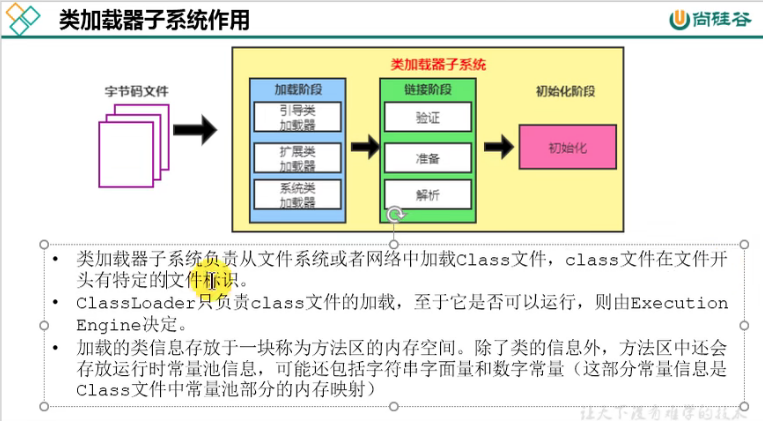 类加载器子系统作用
尚硅谷
类加载器子系统
字节码文件
加载阶段
引导类
加载器
扩展类
加载器
系统类
加载器
链接阶段
验证
准备
解析
初始化阶段
初始化
• 类加载器子系统负责从文件系统或者网络中加载Class文件，class文件在文件开
头有特定的文件标识。
• ClassLoader只负责class文件的加载，至于它是否可以运行，则由Execution
Engine决定。
• 加载的类信息存放于一块称为方法区的内存空间。除了类的信息外，方法区中还会
存放运行时常量池信息，可能还包括字符串字面量和数字常量（这部分常量信息是
Class文件中常量池部分的内存映射）
让天下没有难学的技术